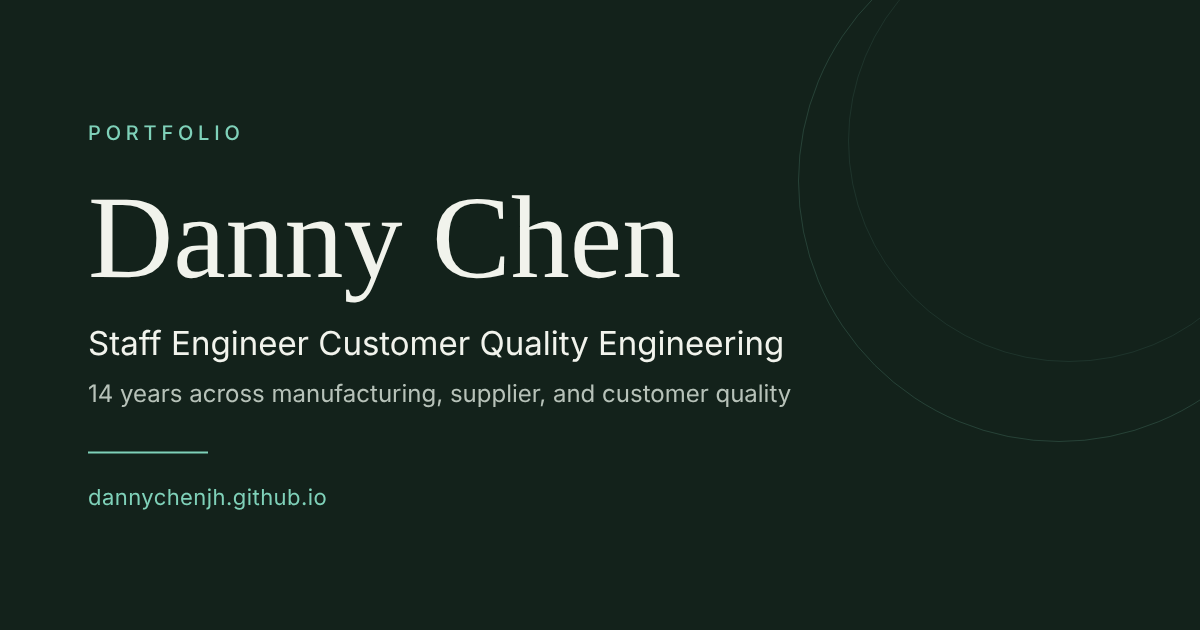 PORTFOLIO
Danny Chen
Staff Engineer Customer Quality Engineering
14 years across manufacturing, supplier, and customer quality
dannychenjh.github.io